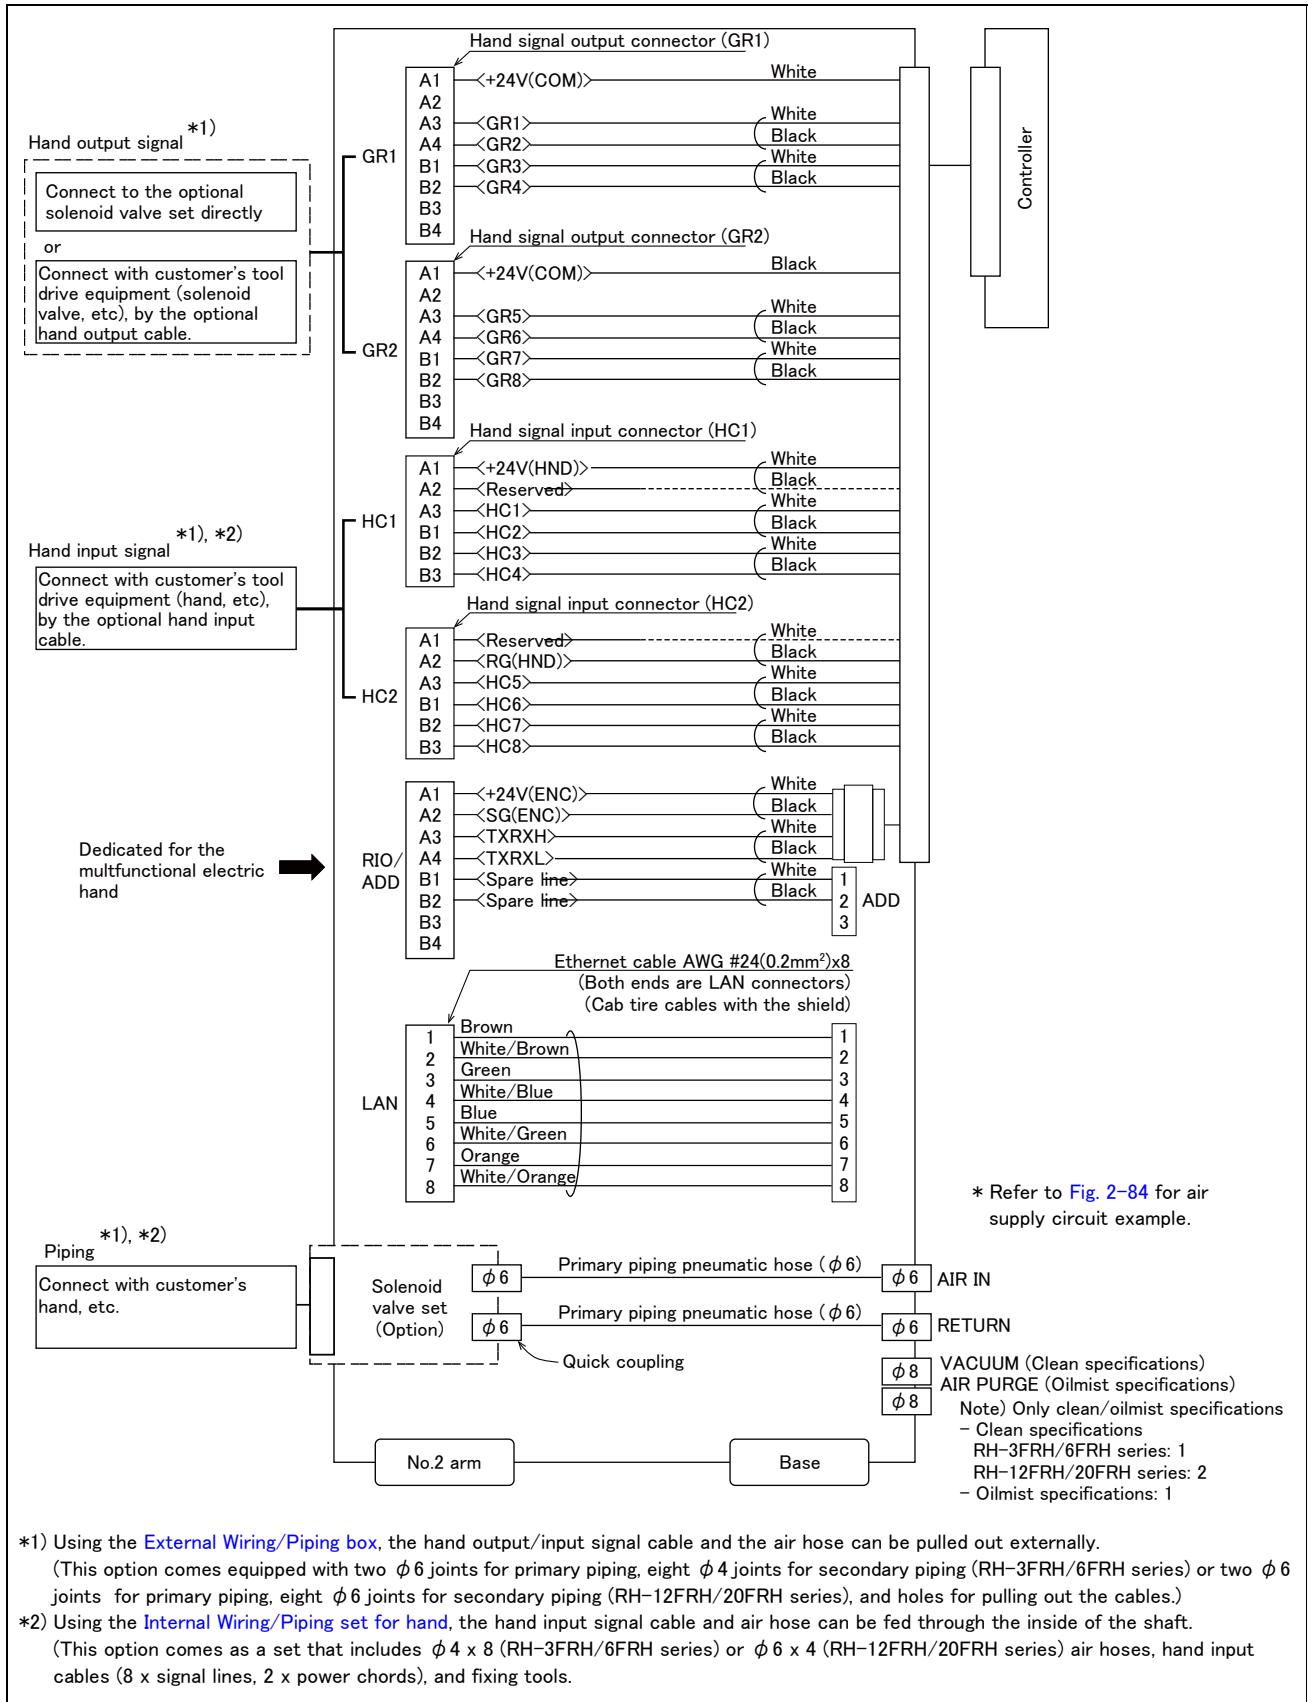 Hand signal output connector (GR1)
A1 <+24V(COM)> White
A2
A3 <GR1> White
A4 <GR2> Black
B1 <GR3> White
B2 <GR4> Black
B3
B4
GR1
Controller
Hand output signal *1)
Connect to the optional
solenoid valve set directly
or
Connect with customer's tool
drive equipment (solenoid
valve, etc), by the optional
hand output cable.
Hand signal output connector (GR2)
A1 <+24V(COM)> Black
A2
A3 <GR5> White
A4 <GR6> Black
B1 <GR7> White
B2 <GR8> Black
B3
B4
GR2
Hand signal input connector (HC1)
A1 <+24V(HND)> White
A2 <Reserved> Black
A3 <HC1> White
B1 <HC2> Black
B2 <HC3> White
B3 <HC4> Black
HC1
Hand input signal *1), *2)
Connect with customer's tool
drive equipment (hand, etc),
by the optional hand input
cable.
Hand signal input connector (HC2)
A1 <Reserved> White
A2 <RG(HND)> Black
A3 <HC5> White
B1 <HC6> Black
B2 <HC7> White
B3 <HC8> Black
HC2
Dedicated for the
multfunctional electric
hand
RIO/
ADD
A1 <+24V(ENC)> White
A2 <SG(ENC)> Black
A3 <TXRXH> White
A4 <TXRXL> Black
B1 <Spare line> White 1
B2 <Spare line> Black 2 ADD
B3 3
B4
Ethernet cable AWG #24(0.2mm²)x8
(Both ends are LAN connectors)
(Cab tire cables with the shield)
LAN
1 Brown 1
2 White/Brown 2
3 Green 3
4 White/Blue 4
5 Blue 5
6 White/Green 6
7 Orange 7
8 White/Orange 8
* Refer to Fig. 2-84 for air
supply circuit example.
Piping *1), *2)
Connect with customer's
hand, etc.
Solenoid
valve set
(Option)
φ6 Primary piping pneumatic hose (φ6) φ6 AIR IN
φ6 Primary piping pneumatic hose (φ6) φ6 RETURN
Quick coupling
φ8 VACUUM (Clean specifications)
φ8 AIR PURGE (Oilmist specifications)
Note) Only clean/oilmist specifications
- Clean specifications
RH-3FRH/6FRH series: 1
RH-12FRH/20FRH series: 2
- Oilmist specifications: 1
No.2 arm
Base
*1) Using the External Wiring/Piping box, the hand output/input signal cable and the air hose can be pulled out externally.
(This option comes equipped with two φ6 joints for primary piping, eight φ4 joints for secondary piping (RH-3FRH/6FRH series) or two φ6
joints for primary piping, eight φ6 joints for secondary piping (RH-12FRH/20FRH series), and holes for pulling out the cables.)
*2) Using the Internal Wiring/Piping set for hand, the hand input signal cable and air hose can be fed through the inside of the shaft.
(This option comes as a set that includes φ4 x 8 (RH-3FRH/6FRH series) or φ6 x 4 (RH-12FRH/20FRH series) air hoses, hand input
cables (8 x signal lines, 2 x power chords), and fixing tools.